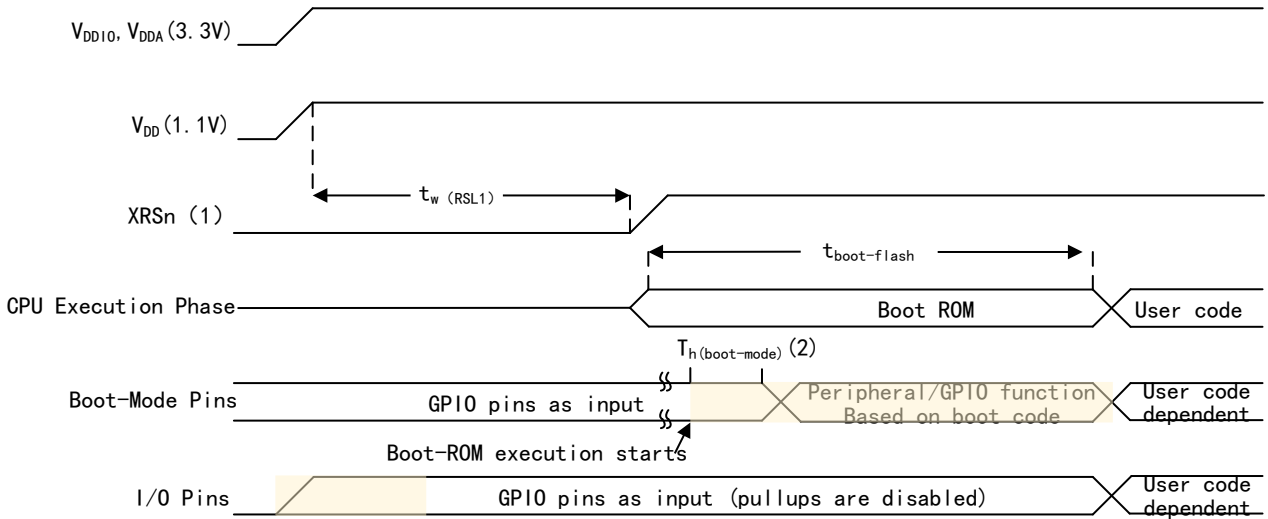 VDDIO, VDDA(3.3V)
VDD(1.1V)
tw (RSL1)
XRSn (1)
tboot-flash
CPU Execution Phase
Boot ROM
User code
Th(boot-mode)(2)
Boot-Mode Pins
GPIO pins as input
Peripheral/GPIO function
Based on boot code
User code
dependent
Boot-ROM execution starts
I/O Pins
GPIO pins as input (pullups are disabled)
User code
dependent